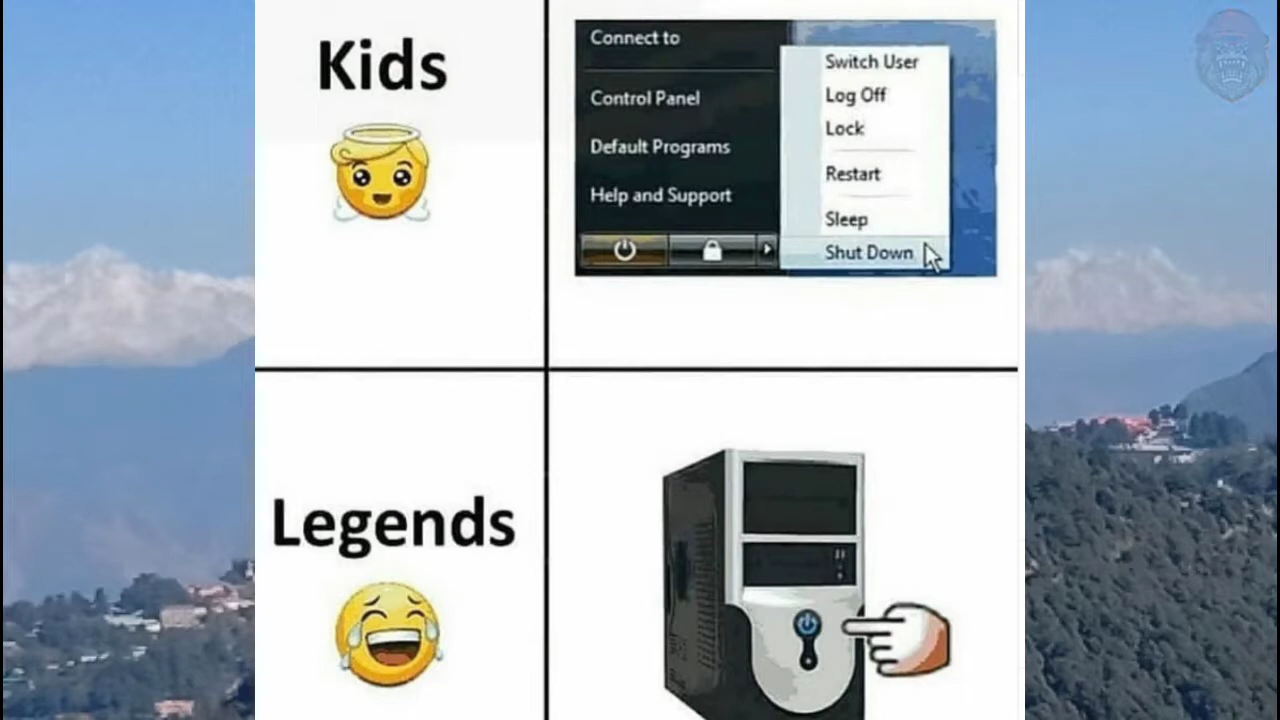 Kids
Connect to
Control Panel
Default Programs
Help and Support
Switch User
Log Off
Lock
Restart
Sleep
Shut Down
Legends